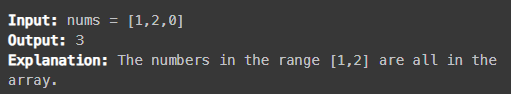 Input: nums = [1,2,0]
Output: 3
Explanation: The numbers in the range [1,2] are all in the
array.